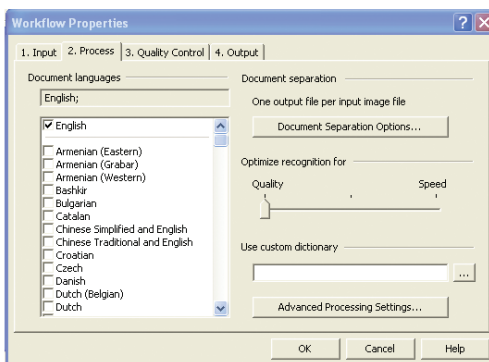 Workflow Properties
1. Input
2. Process
3. Quality Control
4. Output
Document languages
English;
English
Armenian (Eastern)
Armenian (Grabar)
Armenian (Western)
Bashkir
Bulgarian
Catalan
Chinese Simplified and English
Chinese Traditional and English
Croatian
Czech
Danish
Dutch (Belgian)
Dutch
Document separation
One output file per input image file
Document Separation Options...
Optimize recognition for
Quality
Speed
Use custom dictionary
...
Advanced Processing Settings...
OK
Cancel
Help